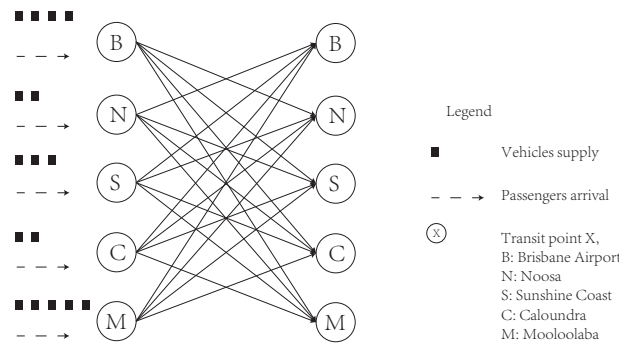 B
B
N
N
S
S
C
C
M
M
Legend
Vehicles supply
Passengers arrival
X
Transit point X,
B: Brisbane Airport
N: Noosa
S: Sunshine Coast
C: Caloundra
M: Mooloolaba